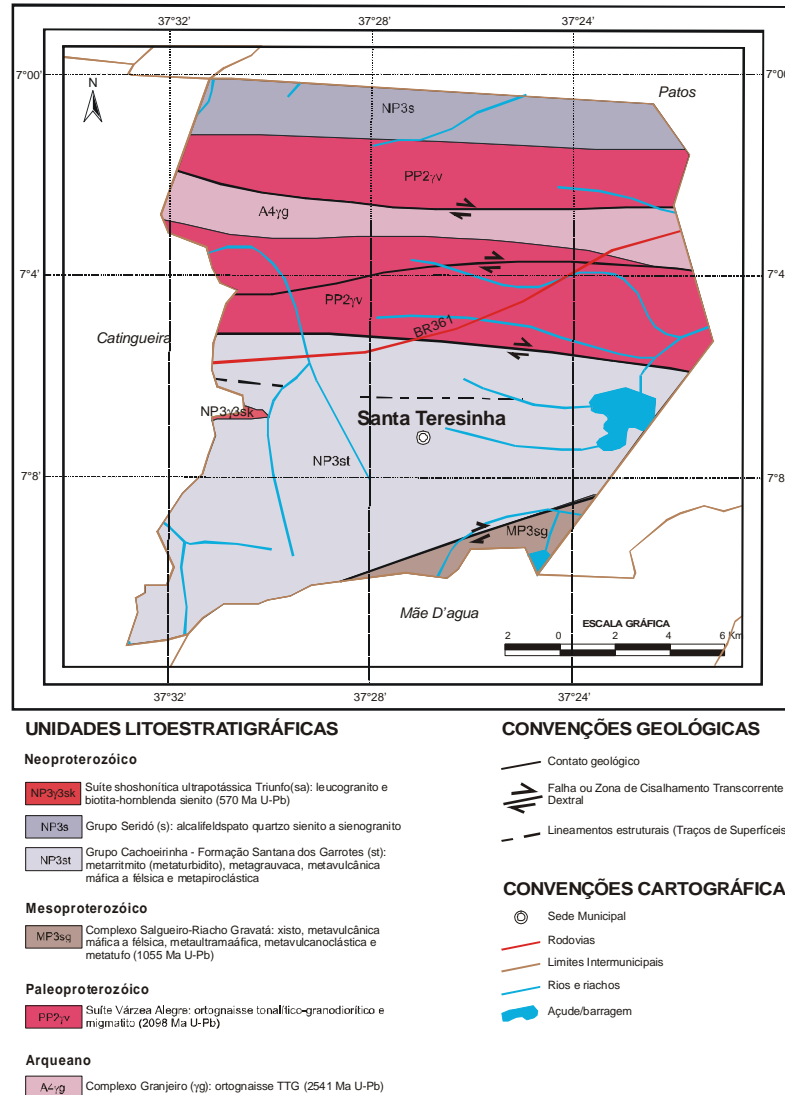 37°32' 37°28' 37°24'
7°00' 7°00
N
Patos
NP3s
PP2γv
A4γg
7°4' 7°4'
PP2γv
BR361
Catingueira
NP3γ3sk
Santa Teresinha
NP3st
7°8' 7°8'
MP3sg
Mãe D'agua
ESCALA GRÁFICA
2 0 2 4 6 Km
37°32' 37°28' 37°24'
UNIDADES LITOESTRATIGRÁFICAS
Neoproterozóico
NP3γ3sk Suíte shoshonítica ultrapotássica Triunfo(sa): leucogranito e
biotita-hornblenda sienito (570 Ma U-Pb)
NP3s Grupo Seridó (s): alcalifeldspato quartzo sienito a sienogranito
NP3st Grupo Cachoeirinha - Formação Santana dos Garrotes (st):
metarritmito (metaturbidito), metagrauvaca, metavulcânica
máfica a félsica e metapiroclástica
Mesoproterozóico
MP3sg Complexo Salgueiro-Riacho Gravatá: xisto, metavulcânica
máfica a félsica, metaultramaáfica, metavulcanoclástica e
metatufo (1055 Ma U-Pb)
Paleoproterozóico
PP2γv Suíte Várzea Alegre: ortognaisse tonalítico-granodiorítico e
migmatito (2098 Ma U-Pb)
Arqueano
A4γg Complexo Granjeiro (γg): ortognaisse TTG (2541 Ma U-Pb)
CONVENÇÕES GEOLÓGICAS
Contato geológico
Falha ou Zona de Cisalhamento Transcorrente
Dextral
Lineamentos estruturais (Traços de Superfícies
CONVENÇÕES CARTOGRÁFICA
Sede Municipal
Rodovias
Limites Intermunicipais
Rios e riachos
Açude/barragem